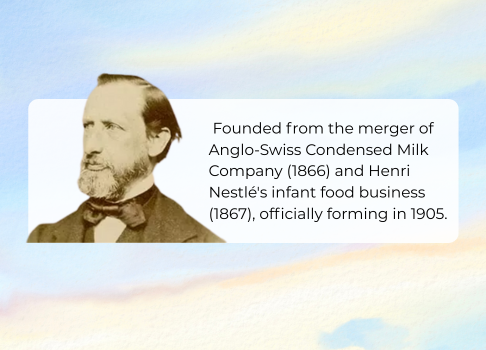 Founded from the merger of
Anglo-Swiss Condensed Milk
Company (1866) and Henri
Nestlé's infant food business
(1867), officially forming in 1905.